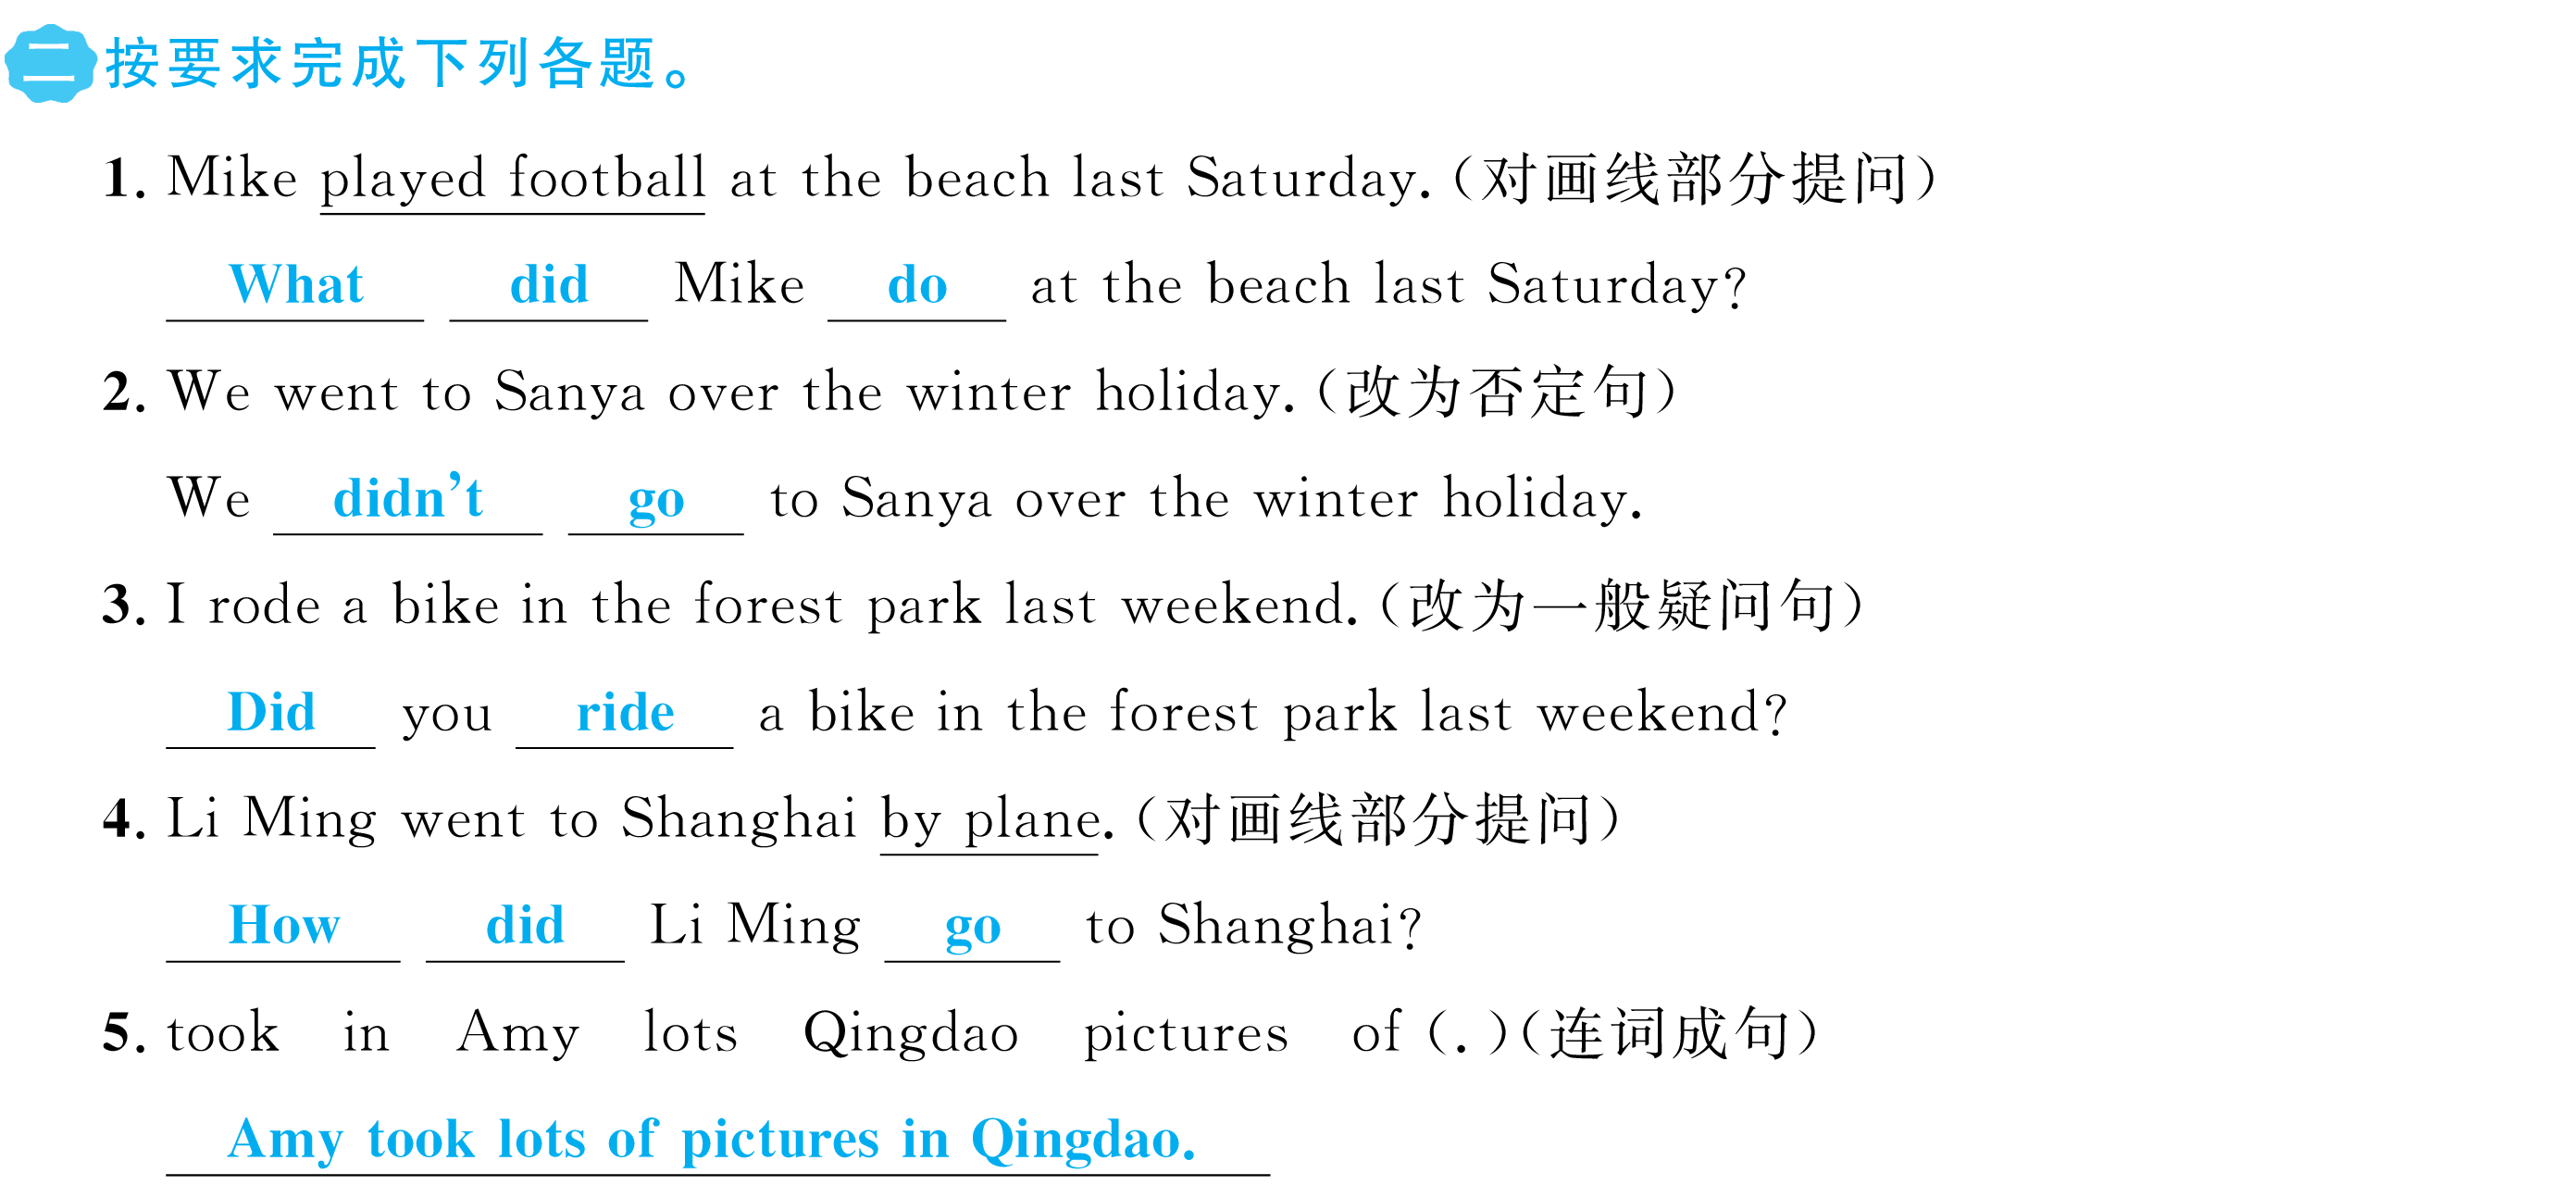 二 按要求完成下列各题。
1. Mike played football at the beach last Saturday.(对画线部分提问)
What did Mike do at the beach last Saturday?
2. We went to Sanya over the winter holiday.(改为否定句)
We didn't go to Sanya over the winter holiday.
3. I rode a bike in the forest park last weekend.(改为一般疑问句)
Did you ride a bike in the forest park last weekend?
4. Li Ming went to Shanghai by plane.(对画线部分提问)
How did Li Ming go to Shanghai?
5. took in Amy lots Qingdao pictures of (.)(连词成句)
Amy took lots of pictures in Qingdao.